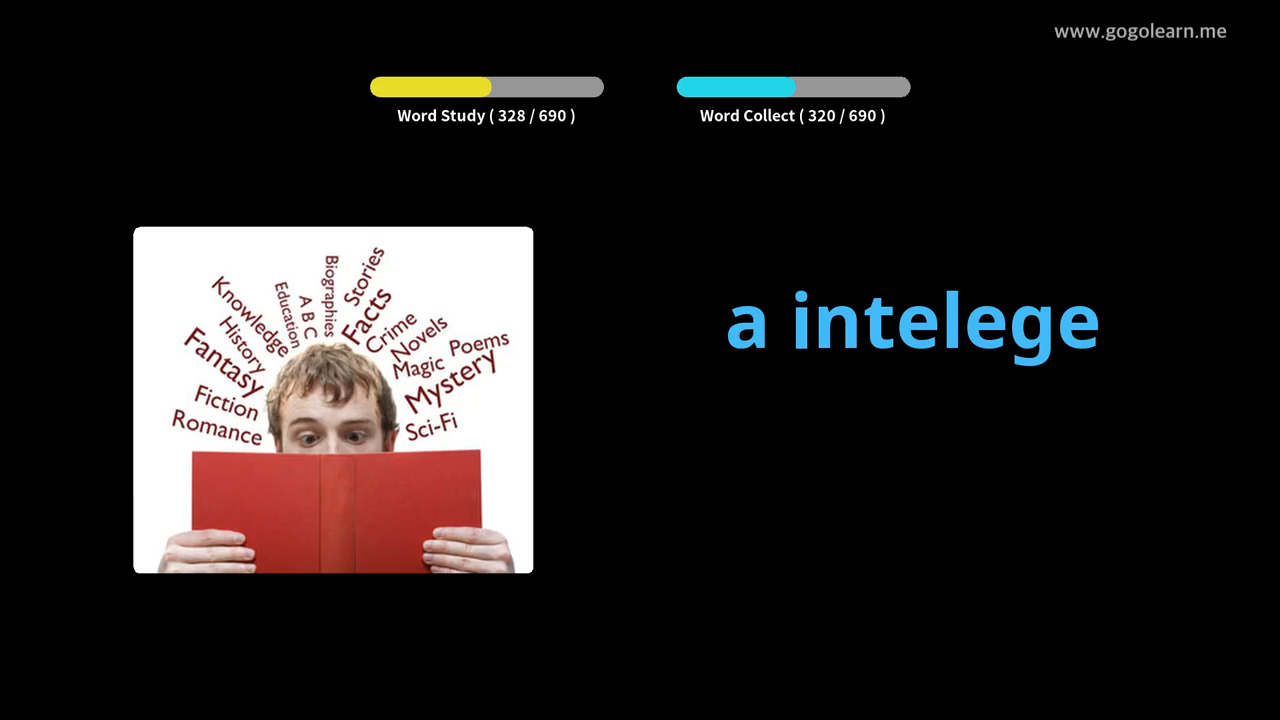 www.gogolearn.me
Word Study ( 328 / 690 )
Word Collect ( 320 / 690 )
a intelege
Knowledge
History
Fantasy
Fiction
Romance
Education
A B C
Biographies
Stories
Facts
Crime
Novels
Magic
Poems
Mystery
Sci-Fi